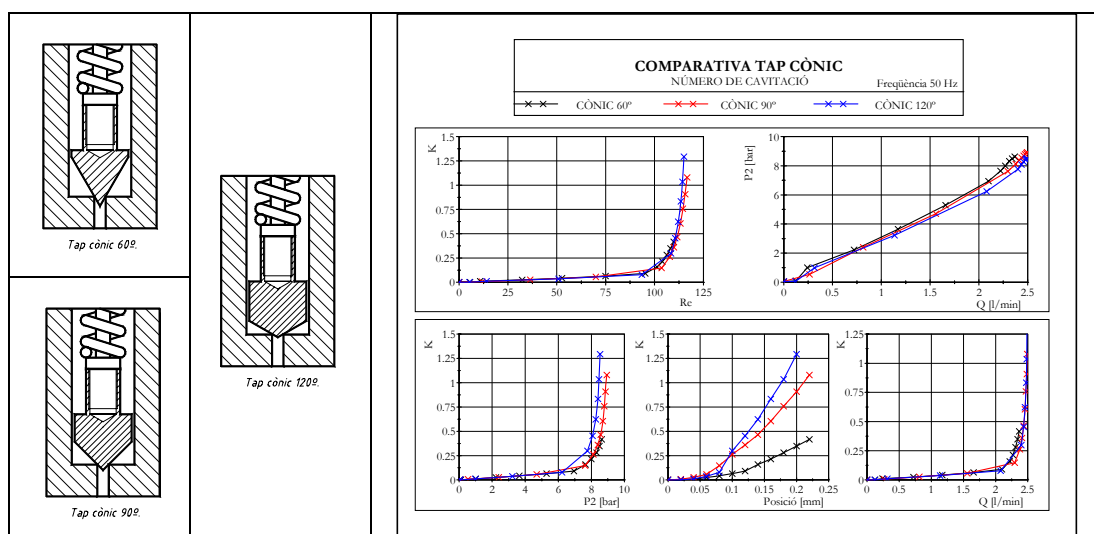 Tap cònic 60º.
Tap cònic 90º.
Tap cònic 120º.
COMPARATIVA TAP CÒNIC
NÚMERO DE CAVITACIÓ
Freqüència 50 Hz
CÒNIC 60º CÒNIC 90º CÒNIC 120º
K
1.5
1.25
1
0.75
0.5
0.25
0
0 25 50 75 100 125
Re
P2 [bar]
10
8
6
4
2
0
0 0.5 1 1.5 2 2.5
Q [l/min]
K
1.5
1.25
1
0.75
0.5
0.25
0
0 2 4 6 8 10
P2 [bar]
K
1.5
1.25
1
0.75
0.5
0.25
0
0 0.05 0.1 0.15 0.2 0.25
Posició [mm]
K
1.5
1.25
1
0.75
0.5
0.25
0
0 0.5 1 1.5 2 2.5
Q [l/min]